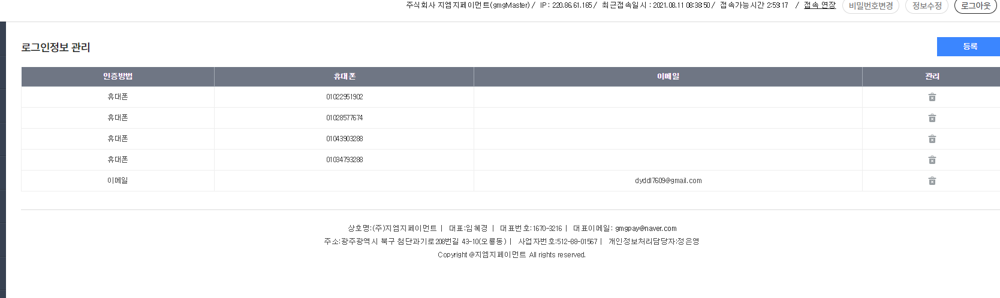 주식회사 지엠지페이먼트(gmgMaster) / IP : 220.86.61.165 / 최근접속일시 : 2021.08.11 08:38:50 / 접속가능시간 2:59:17 / 접속 연장 비밀번호변경 정보수정 로그아웃
로그인정보 관리 등록
인증방법 휴대폰 이메일 관리
휴대폰 01022951902
휴대폰 01028577674
휴대폰 01043903288
휴대폰 01034793288
이메일 dyddl7609@gmail.com
상호명:(주)지엠지페이먼트 | 대표:임혜경 | 대표번호:1670-3216 | 대표이메일: gmgpay@naver.com
주소:광주광역시 북구 첨단과기로208번길 43-10(오룡동) | 사업자번호:512-88-01567 | 개인정보처리담당자:정은영
Copyright @지엠지페이먼트 All rights reserved.